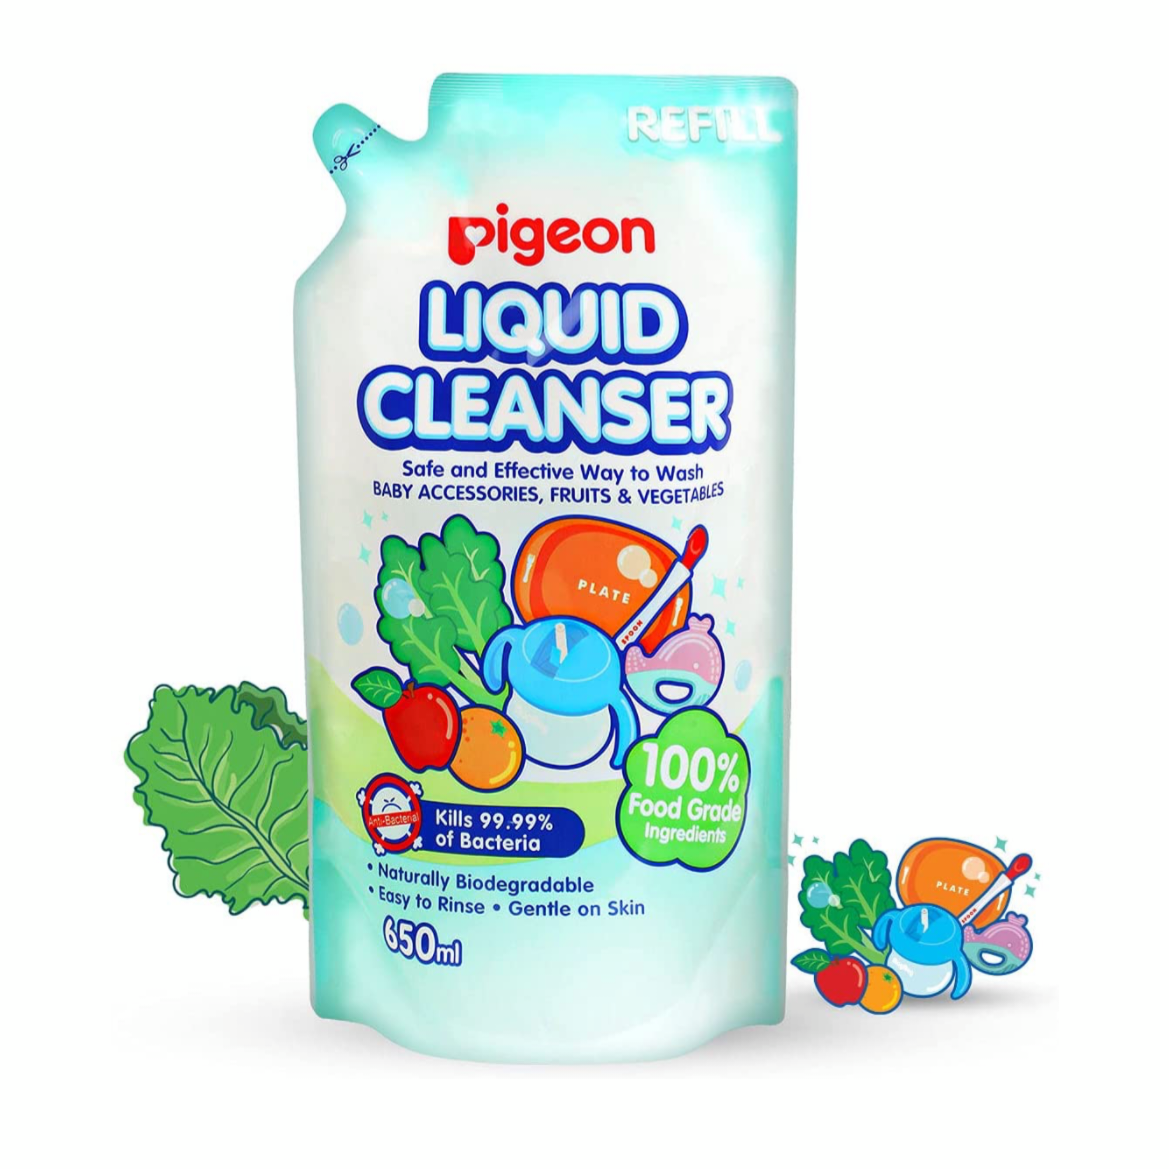 REFILL
pigeon
LIQUID
CLEANSER
Safe and Effective Way to Wash
BABY ACCESSORIES, FRUITS & VEGETABLES
PLATE
SPOON
100%
Food Grade
Ingredients
Anti-Bacterial
Kills 99.99%
of Bacteria
• Naturally Biodegradable
• Easy to Rinse • Gentle on Skin
650ml
PLATE
SPOON